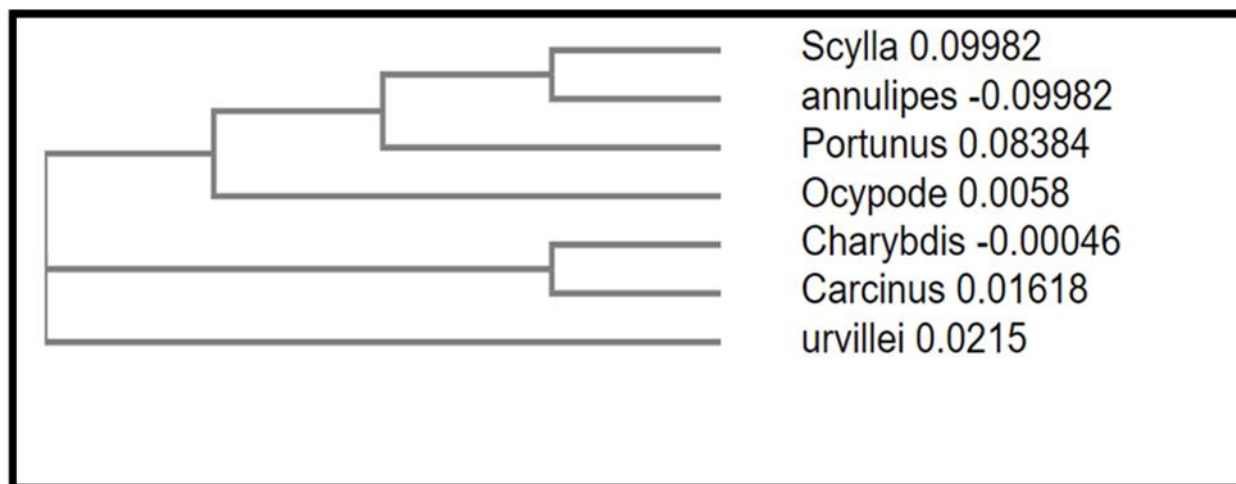 Scylla 0.09982
annulipes -0.09982
Portunus 0.08384
Ocypode 0.0058
Charybdis -0.00046
Carcinus 0.01618
urvillei 0.0215